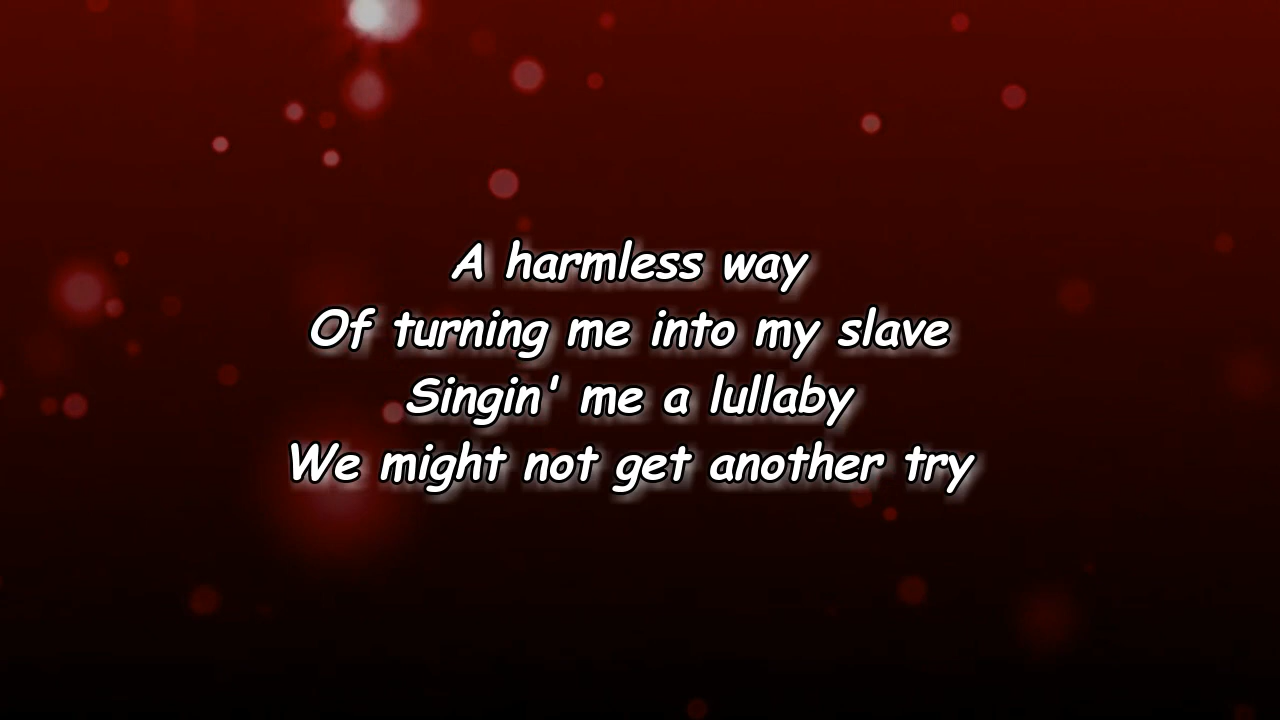 A harmless way
Of turning me into my slave
Singin' me a lullaby
We might not get another try